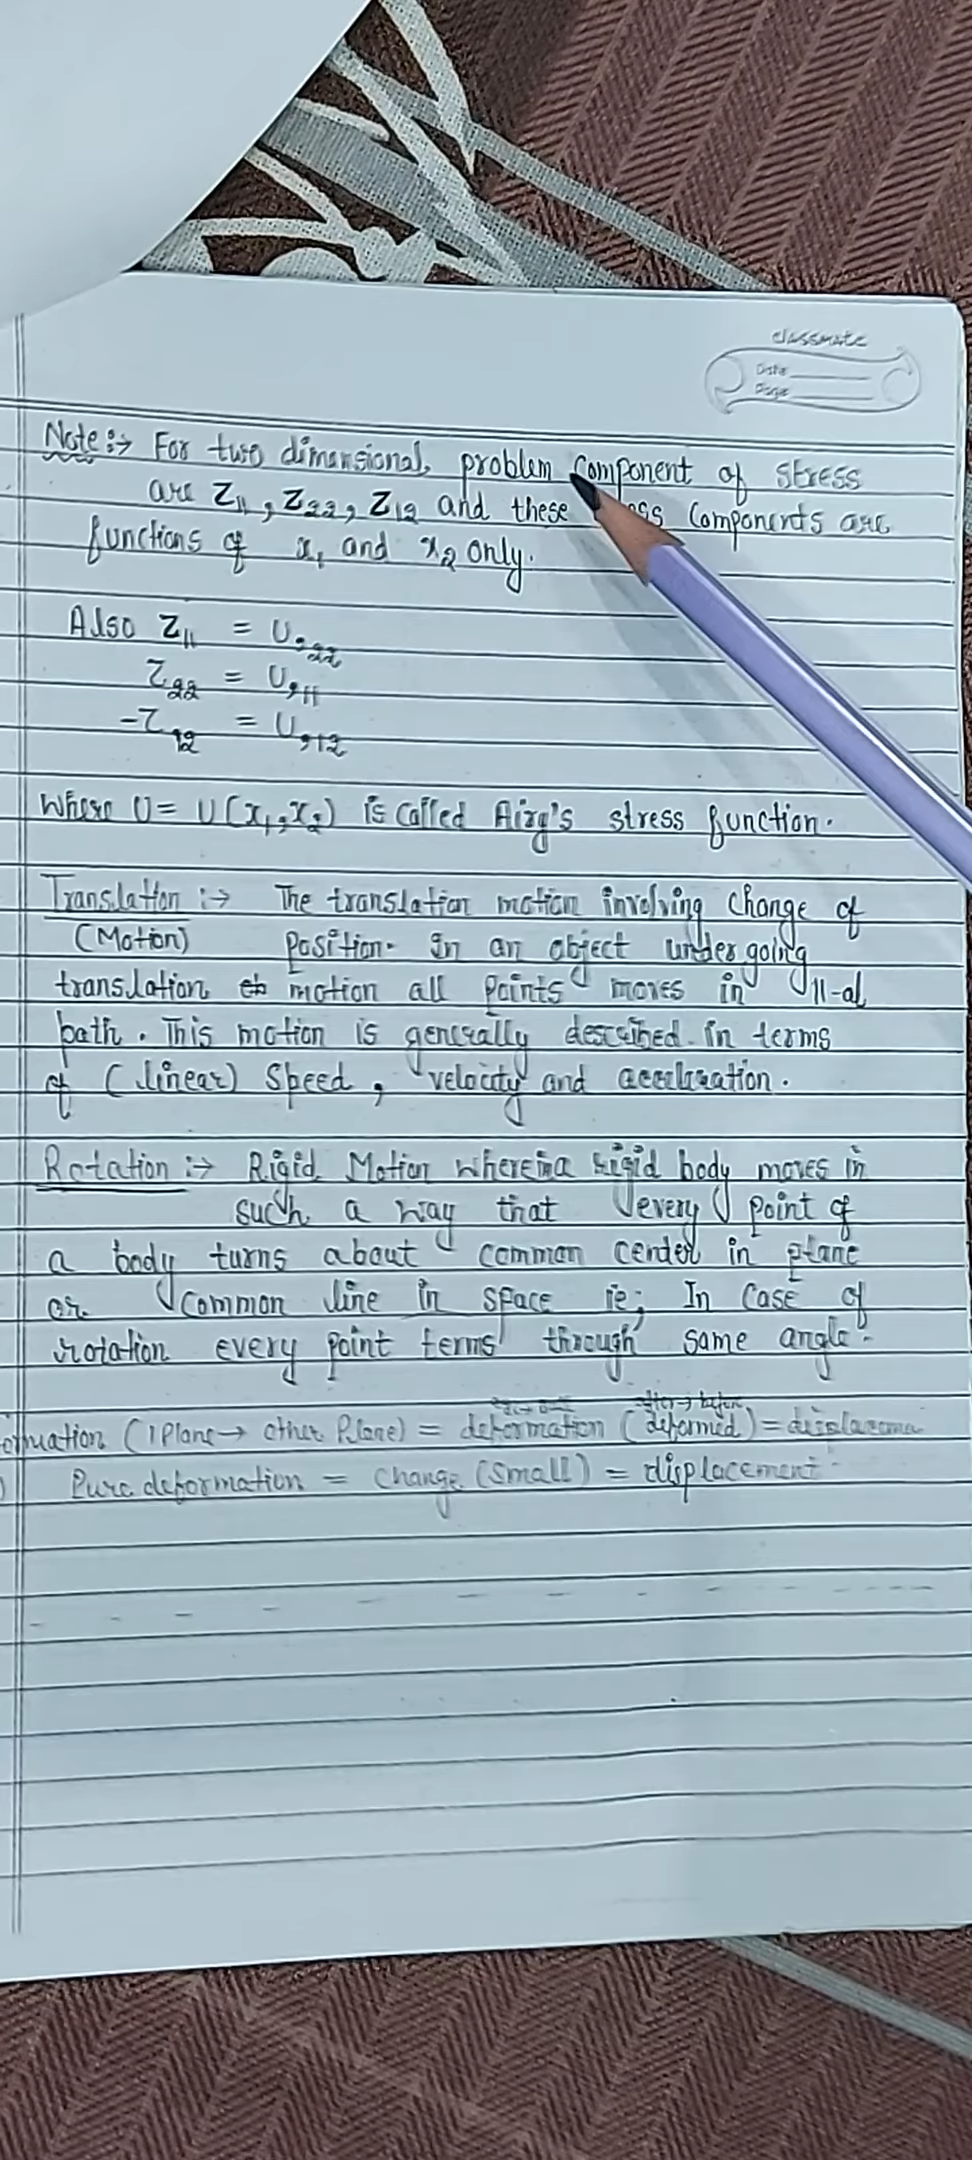 classmate
Date
Page
Note:→ For two dimensional, problem Component of stress
are Z11, Z22, Z12 and these Components are
functions of x1 and x2 only.
Also Z11 = U,22
Z22 = U,11
-Z12 = U,12
Where U = U(x1,x2) is called Airy's stress function.
Translation :→ The translation motion involving Change of
(Motion) Position. In an object undergoing
translation motion all points moves in ||-al
path. This motion is generally described in terms
of (linear) Speed, velocity and accelration.
Rotation :→ Rigid Motion wherein a rigid body moves in
such a way that every point of
a body turns about common center in plane
or common line in space ie; In Case of
rotation every point terms through same angle.
(1 Plane → other Plane) = deformation (deformed) =
after → before
Pure deformation = change (small) = displacement